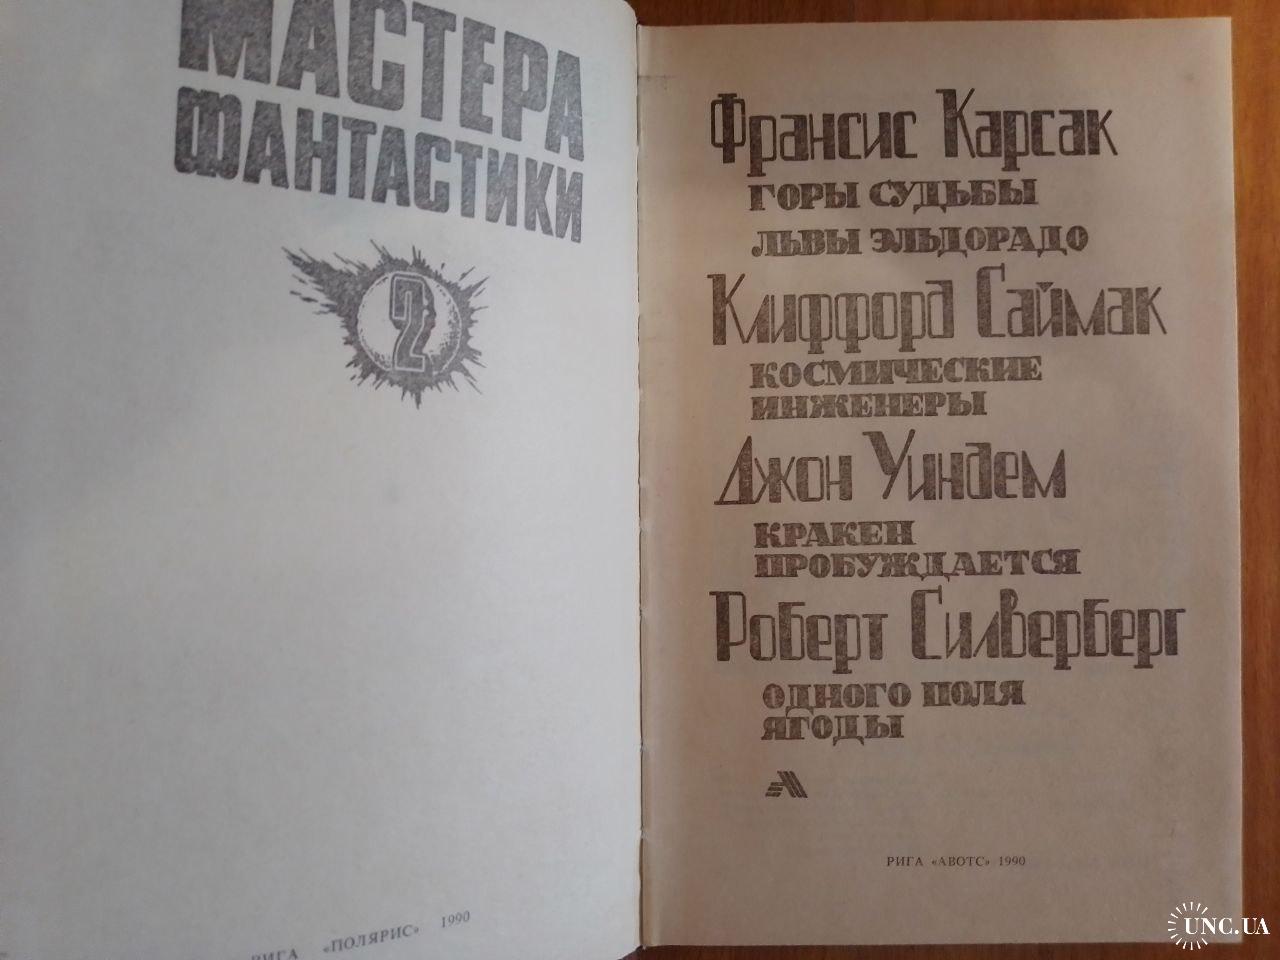 МАСТЕРА
ФАНТАСТИКИ
2
РИГА «ПОЛЯРИС» 1990
Франсис Карсак
ГОРЫ СУДЬБЫ
ЛЬВЫ ЭЛЬДОРАДО
Клиффорд Саймак
КОСМИЧЕСКИЕ
ИНЖЕНЕРЫ
Джон Уиндем
КРАКЕН
ПРОБУЖДАЕТСЯ
Роберт Силверберг
ОДНОГО ПОЛЯ
ЯГОДЫ
РИГА «АВОТС» 1990
UNC.UA